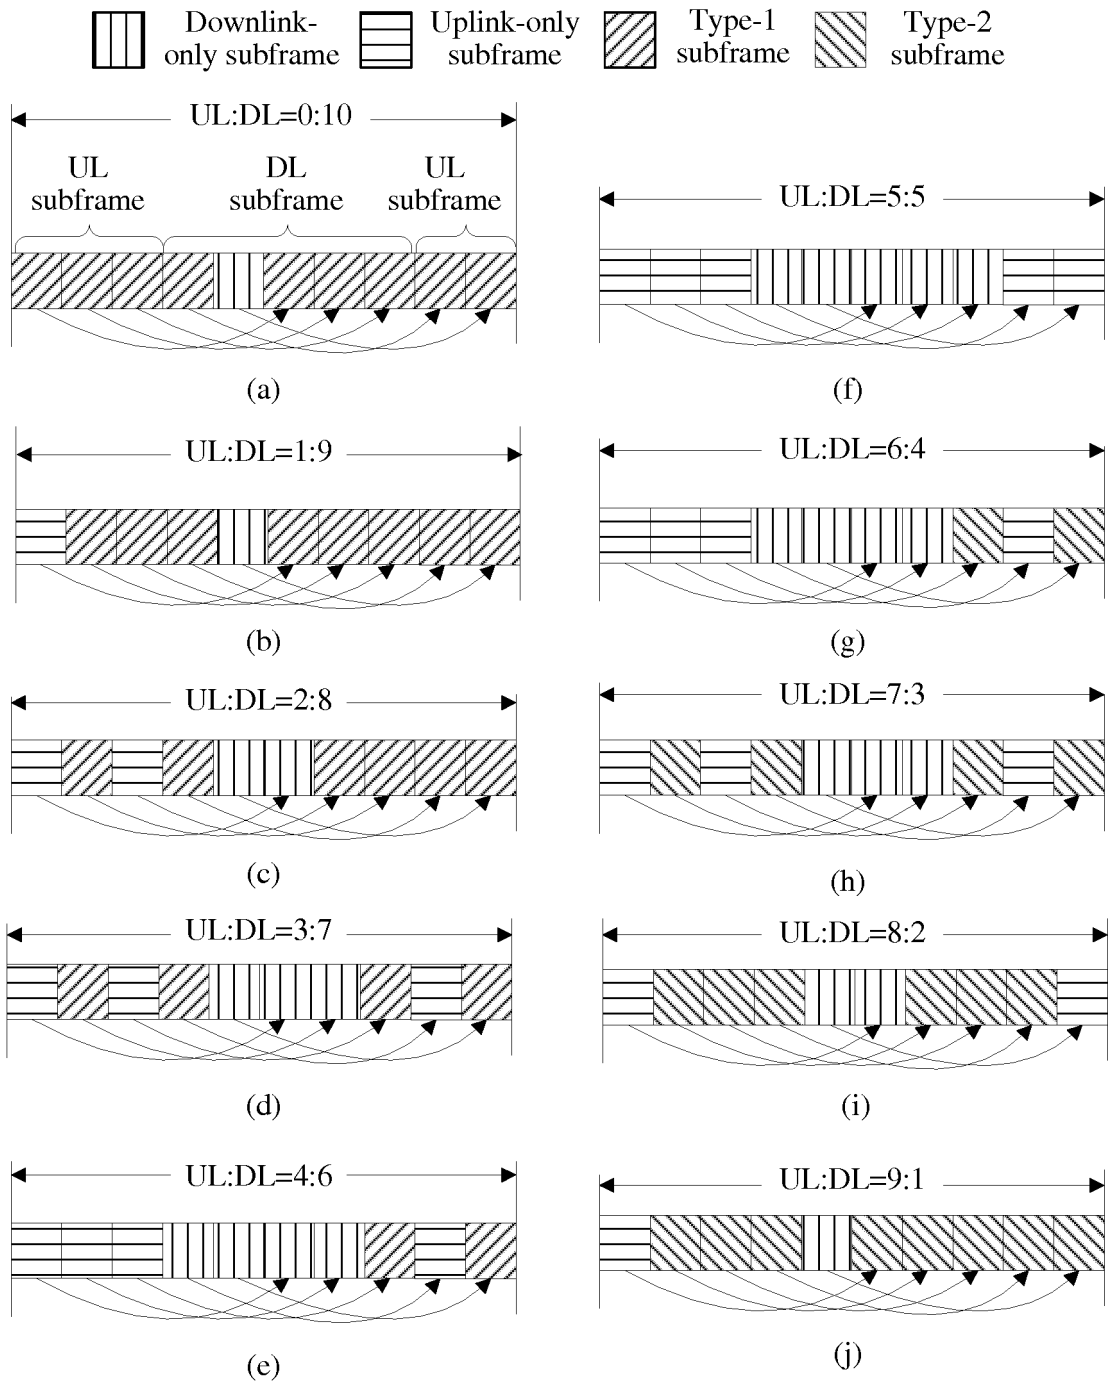 Downlink-
only subframe
Uplink-only
subframe
Type-1
subframe
Type-2
subframe
UL:DL=0:10
UL
subframe
DL
subframe
UL
subframe
(a)
UL:DL=5:5
(f)
UL:DL=1:9
(b)
UL:DL=6:4
(g)
UL:DL=2:8
(c)
UL:DL=7:3
(h)
UL:DL=3:7
(d)
UL:DL=8:2
(i)
UL:DL=4:6
(e)
UL:DL=9:1
(j)